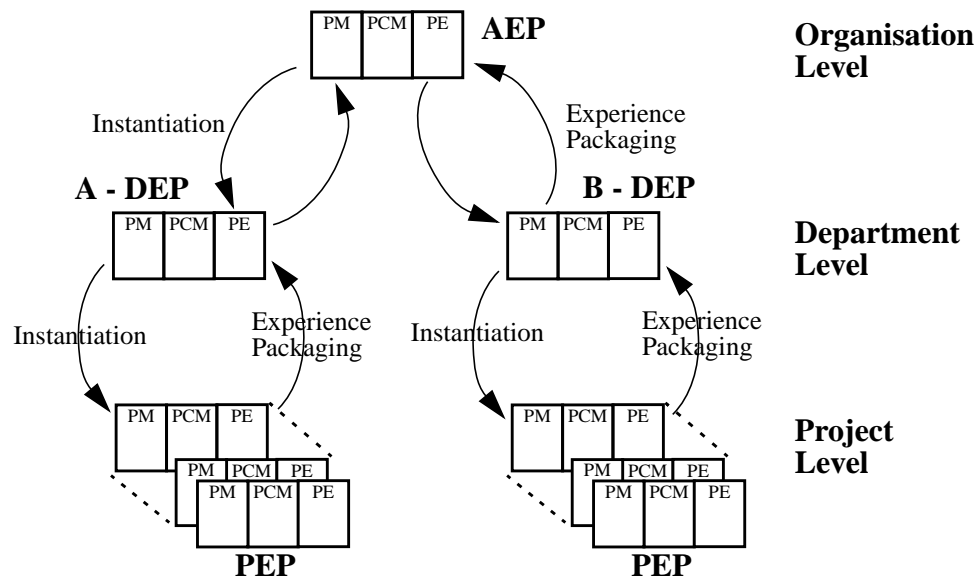 PM PCM PE
AEP
Organisation
Level
Instantiation
Experience
Packaging
A - DEP
B - DEP
PM PCM PE
PM PCM PE
Department
Level
Instantiation
Experience
Packaging
Instantiation
Experience
Packaging
PM PCM PE
PM PCM PE
Project
Level
PM PCM PE
PM PCM PE
PM PCM PE
PM PCM PE
PEP
PEP